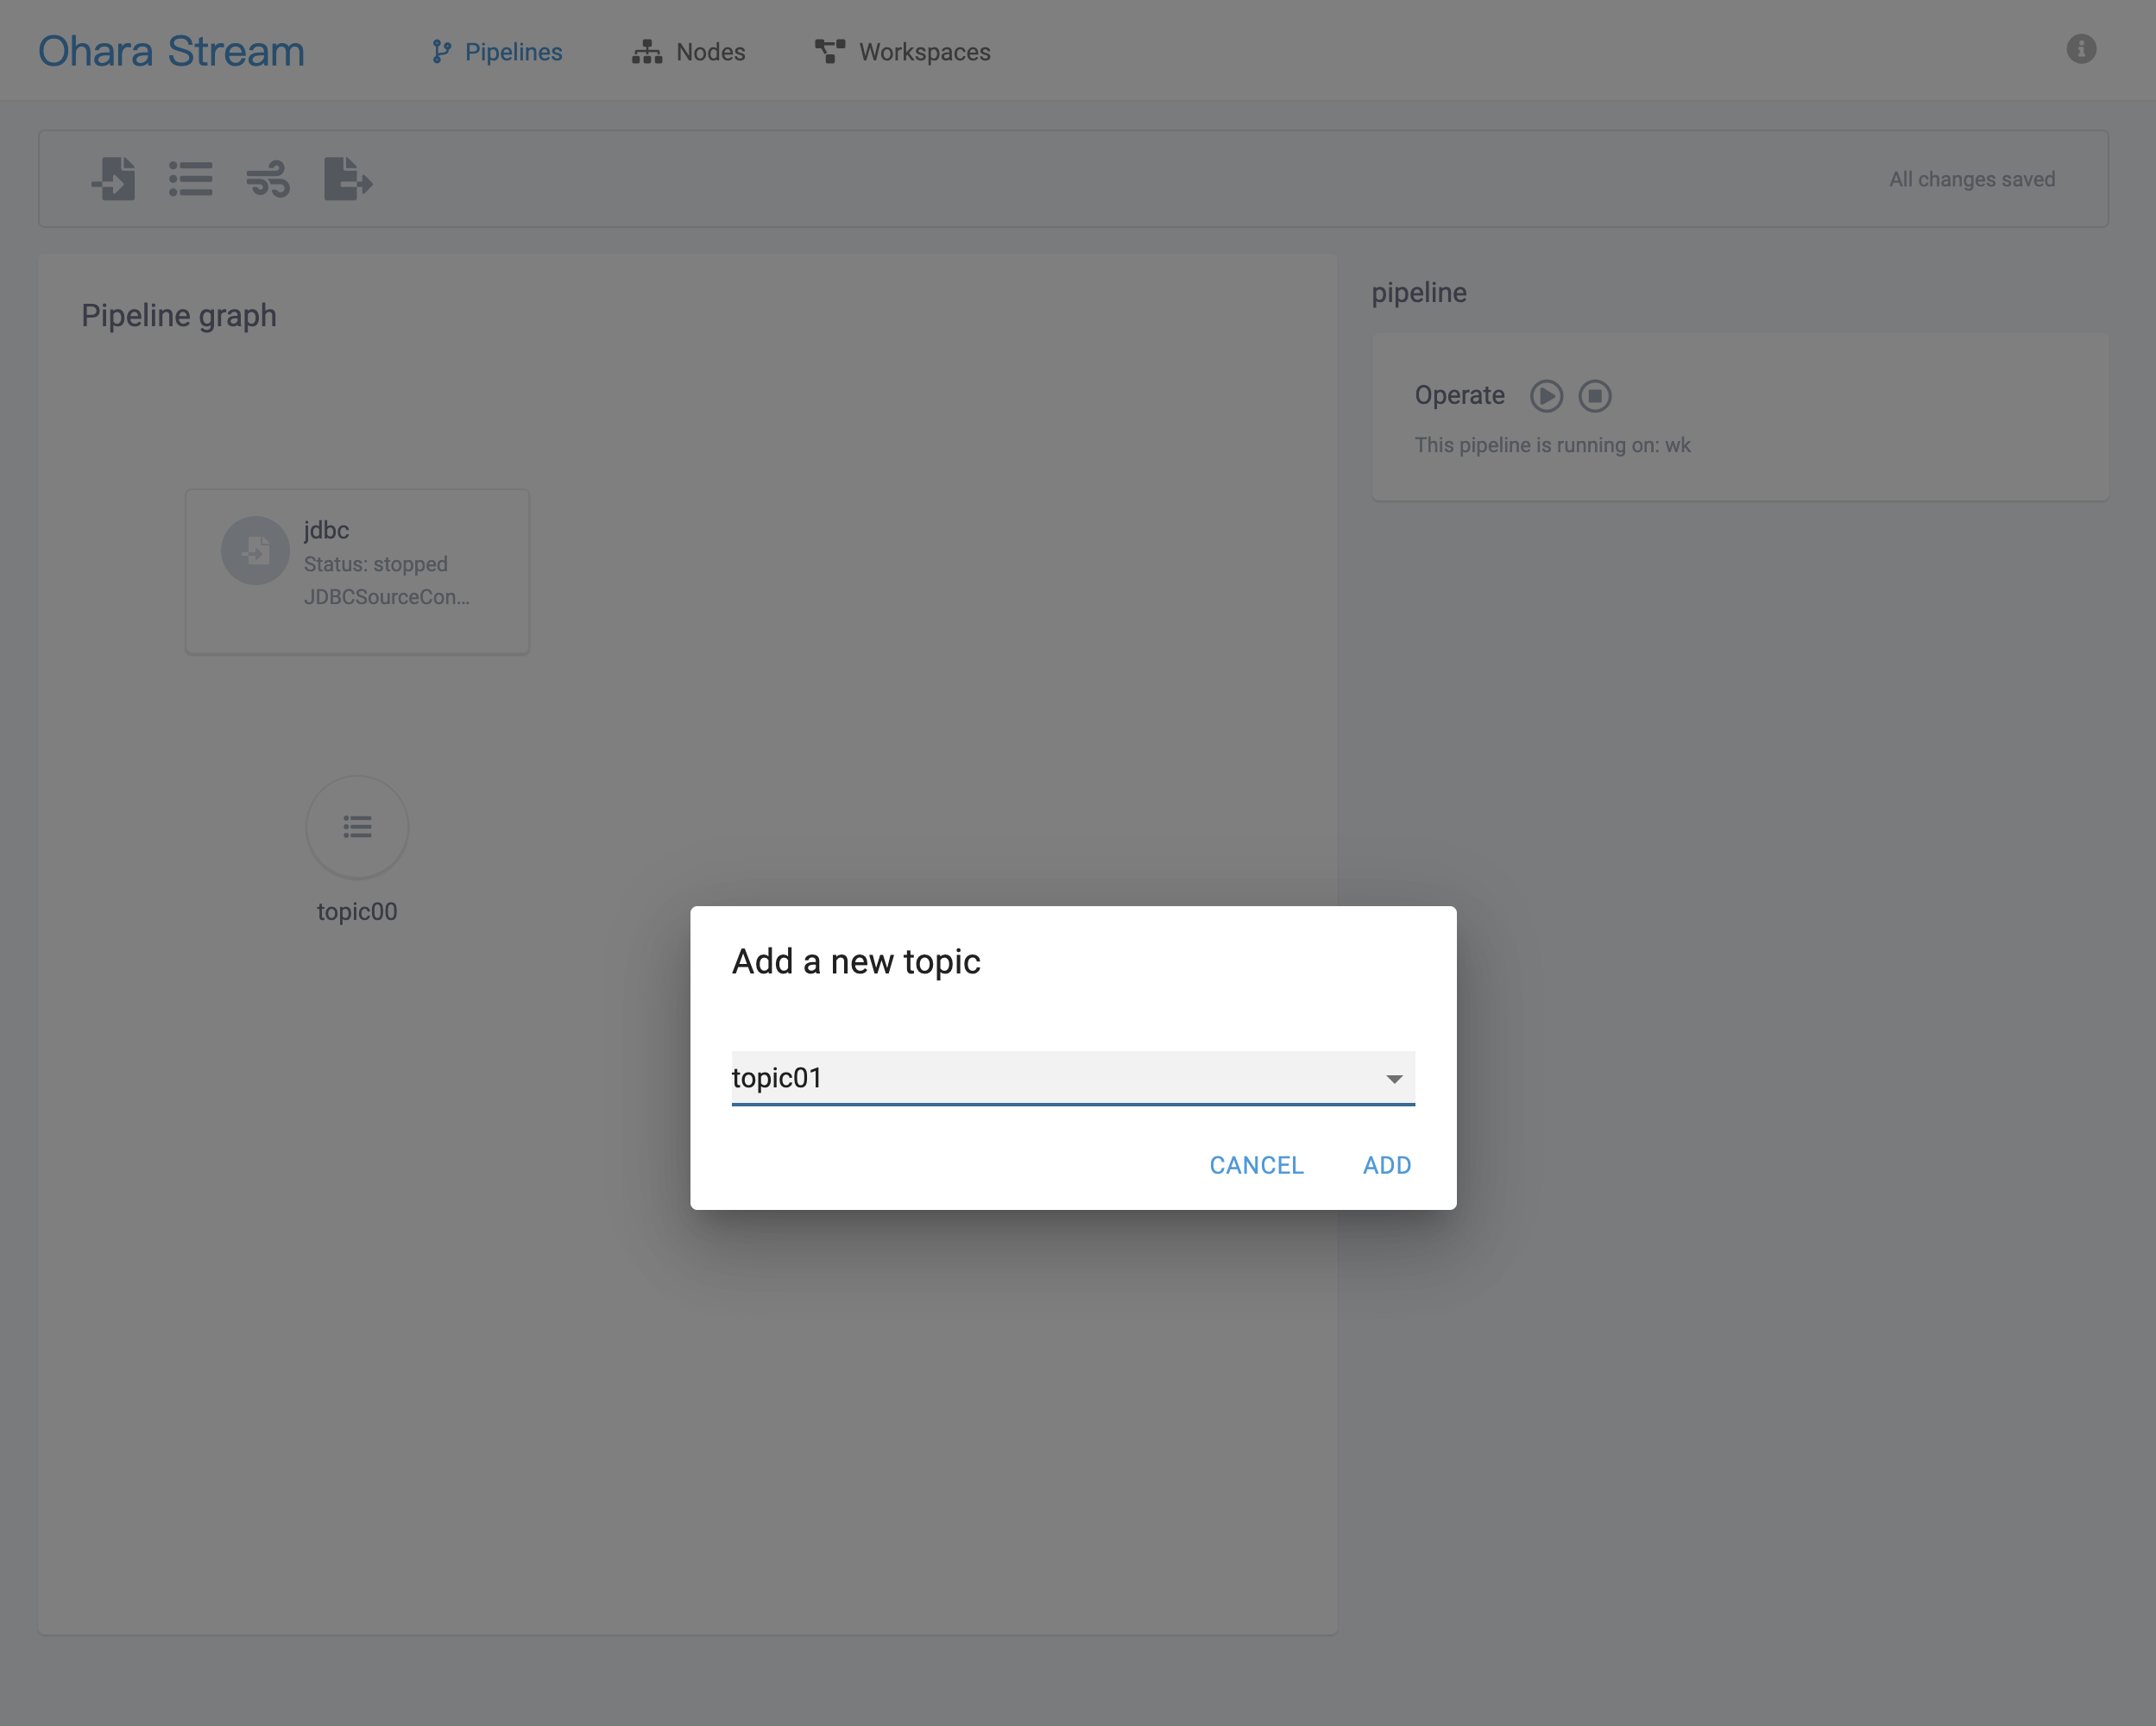 Ohara Stream
Pipelines
Nodes
Workspaces
All changes saved
Pipeline graph
pipeline
Operate
This pipeline is running on: wk
jdbc
Status: stopped
JDBCSourceCon...
topic00
Add a new topic
topic01
CANCEL
ADD